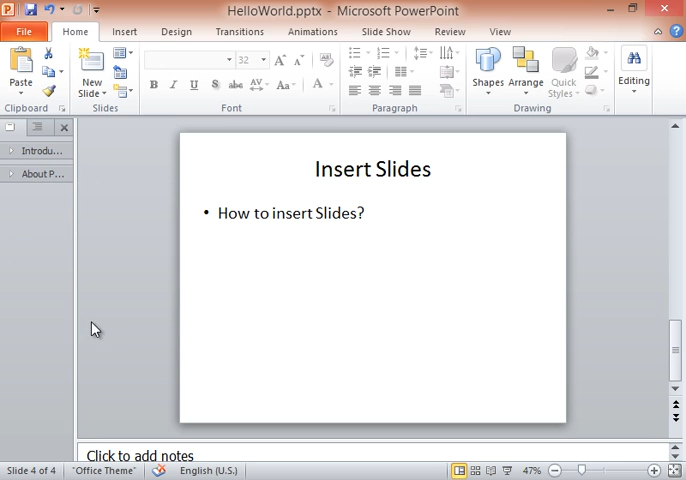 HelloWorld.pptx - Microsoft PowerPoint
File Home Insert Design Transitions Animations Slide Show Review View
Paste
New
Slide
32
Shapes Arrange Quick
Styles
Editing
Clipboard Slides Font Paragraph Drawing
Introdu...
About P...
Insert Slides
• How to insert Slides?
Click to add notes
Slide 4 of 4 "Office Theme" English (U.S.) 47%